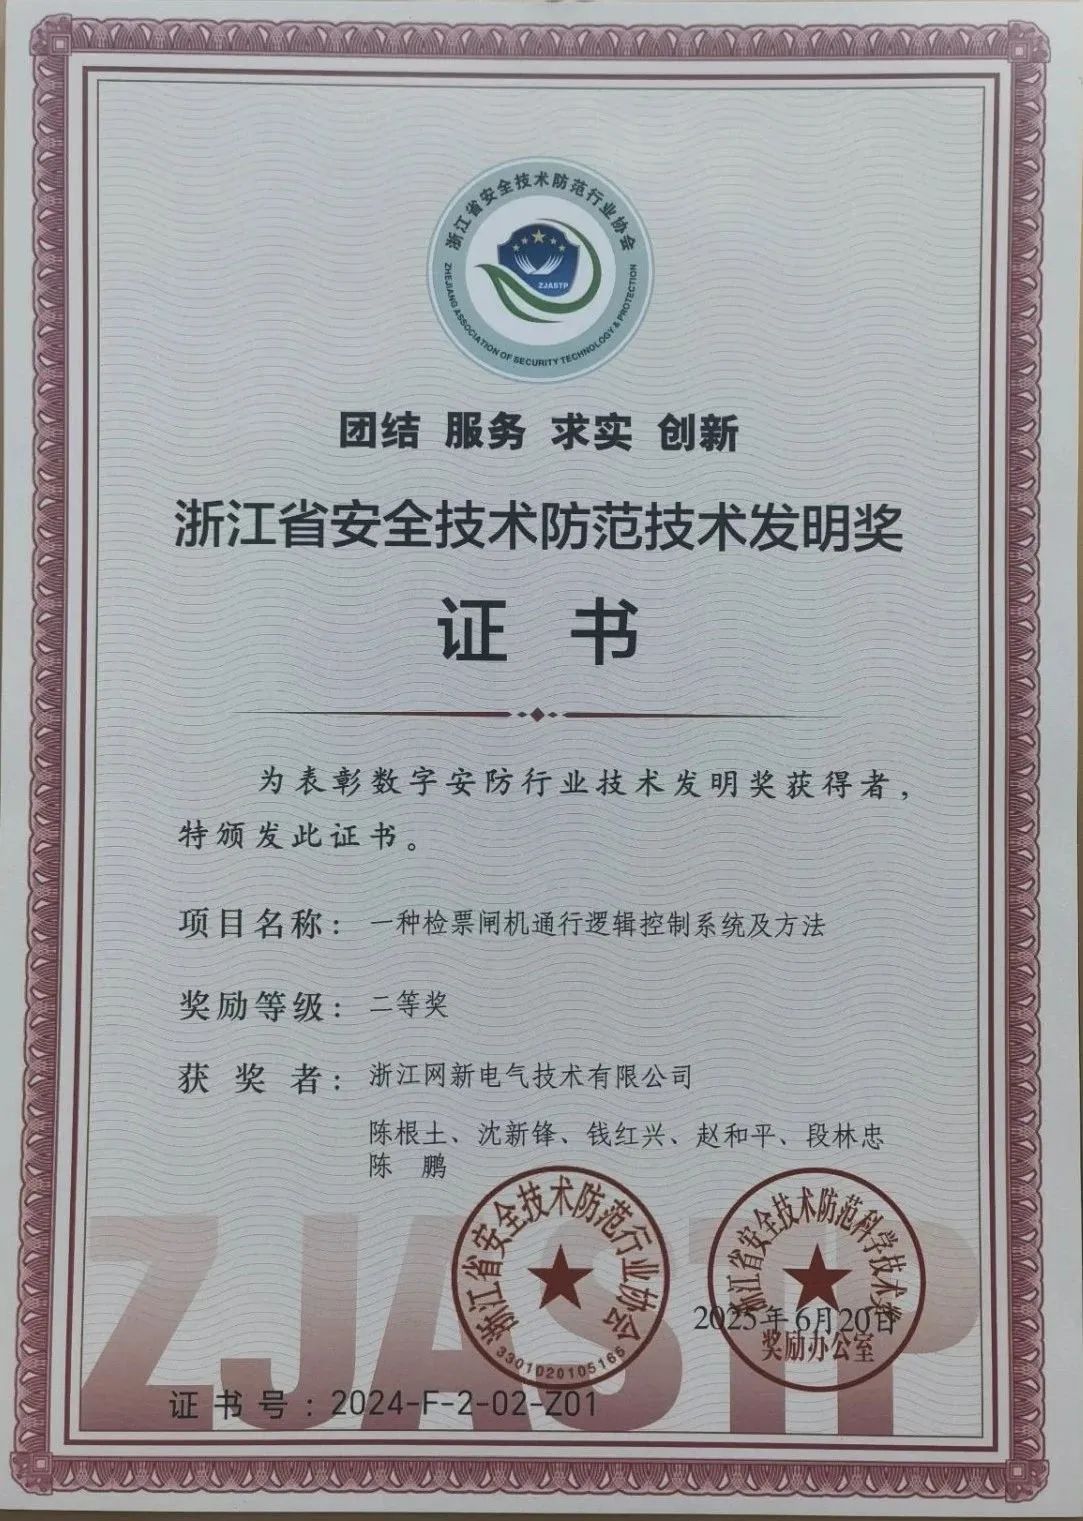 浙江省安全技术防范行业协会
ZJASTP
ZHEJIANG ASSOCIATION OF SECURITY TECHNOLOGY & PROTECTION
团结 服务 求实 创新
浙江省安全技术防范技术发明奖
证 书
为表彰数字安防行业技术发明奖获得者，
特颁发此证书。
项目名称：一种检票闸机通行逻辑控制系统及方法
奖励等级：二等奖
获 奖 者：浙江网新电气技术有限公司
陈根土、沈新锋、钱红兴、赵和平、段林忠
陈 鹏
浙江省安全技术防范行业协会
3301020105165
浙江省安全技术防范科学技术奖
2025年6月20日
奖励办公室
ZJASTP
证 书 号：2024-F-2-02-Z01